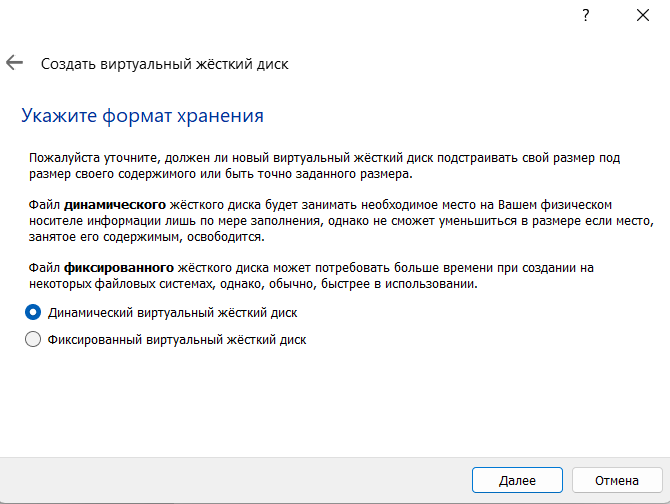 ?
Создать виртуальный жёсткий диск
Укажите формат хранения
Пожалуйста уточните, должен ли новый виртуальный жёсткий диск подстраивать свой размер под
размер своего содержимого или быть точно заданного размера.
Файл динамического жёсткого диска будет занимать необходимое место на Вашем физическом
носителе информации лишь по мере заполнения, однако не сможет уменьшиться в размере если место,
занятое его содержимым, освободится.
Файл фиксированного жёсткого диска может потребовать больше времени при создании на
некоторых файловых системах, однако, обычно, быстрее в использовании.
Динамический виртуальный жёсткий диск
Фиксированный виртуальный жёсткий диск
Далее
Отмена